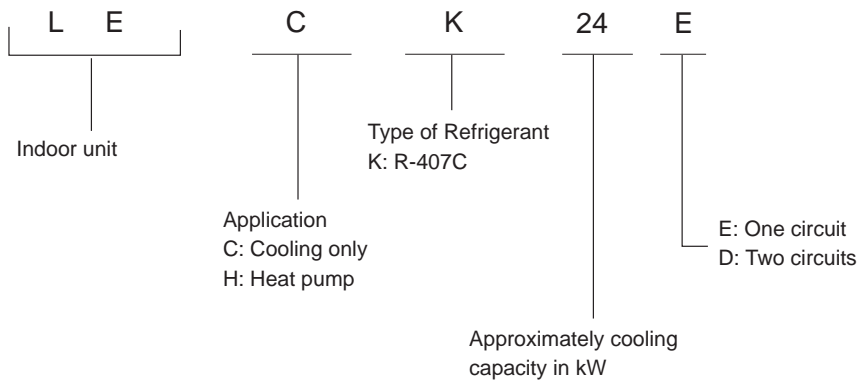 L E C K 24 E
Indoor unit
Type of Refrigerant
K: R-407C
Application
C: Cooling only
H: Heat pump
E: One circuit
D: Two circuits
Approximately cooling
capacity in kW